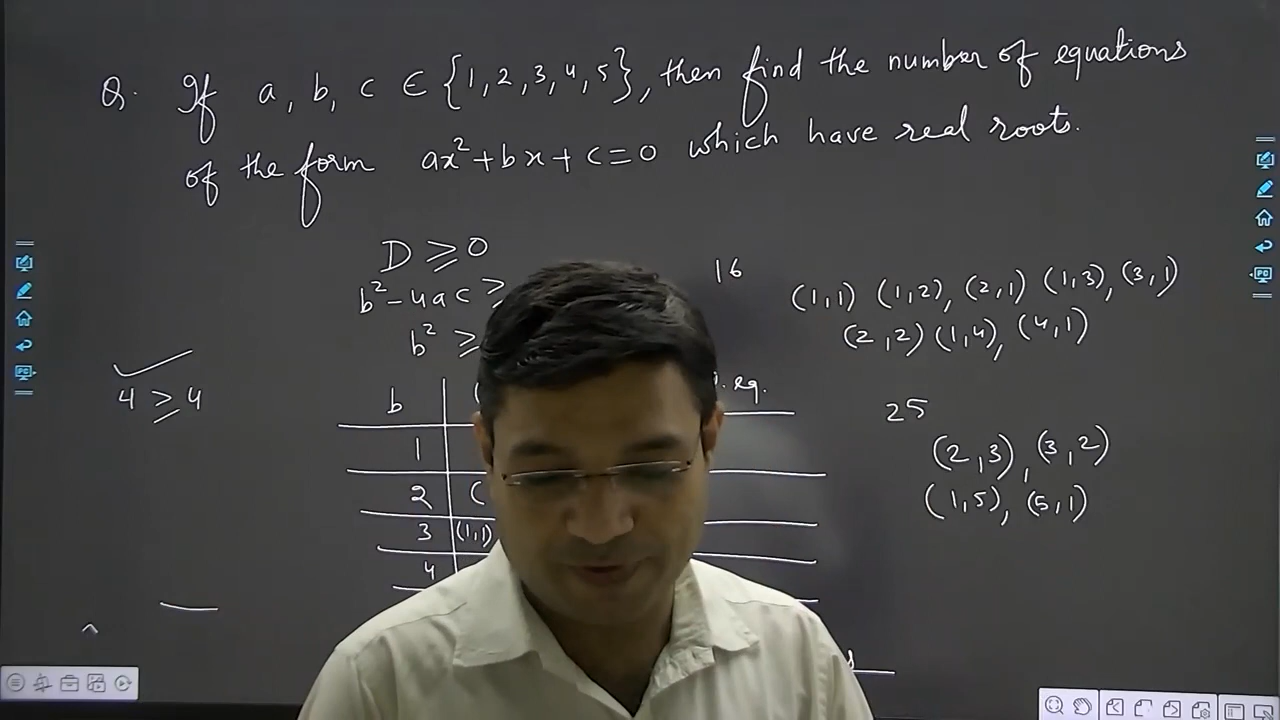 Q. If a, b, c ∈ {1, 2, 3, 4, 5}, then find the number of equations
of the form ax²+bx+c=0 which have real roots.
D ≥ 0
b²-4ac ≥
b² ≥
4 ≥ 4
b
eq.
1
2 (
3 (1,1)
4
16
(1,1) (1,2), (2,1) (1,3), (3,1)
(2,2) (1,4), (4,1)
25
(2,3), (3,2)
(1,5), (5,1)